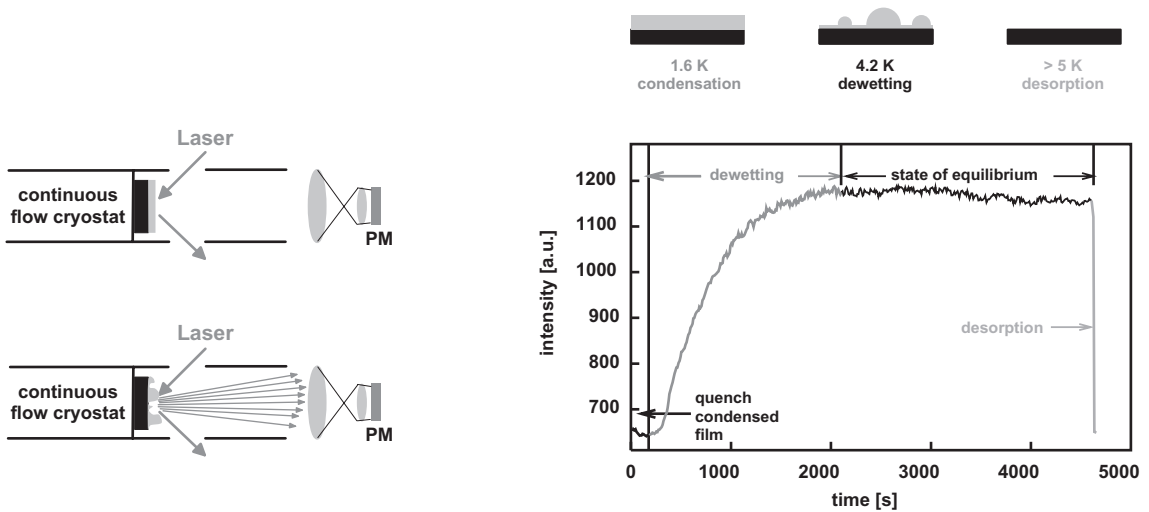 Laser
continuous
flow cryostat
PM
Laser
continuous
flow cryostat
PM
1.6 K
condensation
4.2 K
dewetting
> 5 K
desorption
intensity [a.u.]
1200
1100
1000
900
800
700
dewetting
state of equilibrium
desorption
quench
condensed
film
0 1000 2000 3000 4000 5000
time [s]